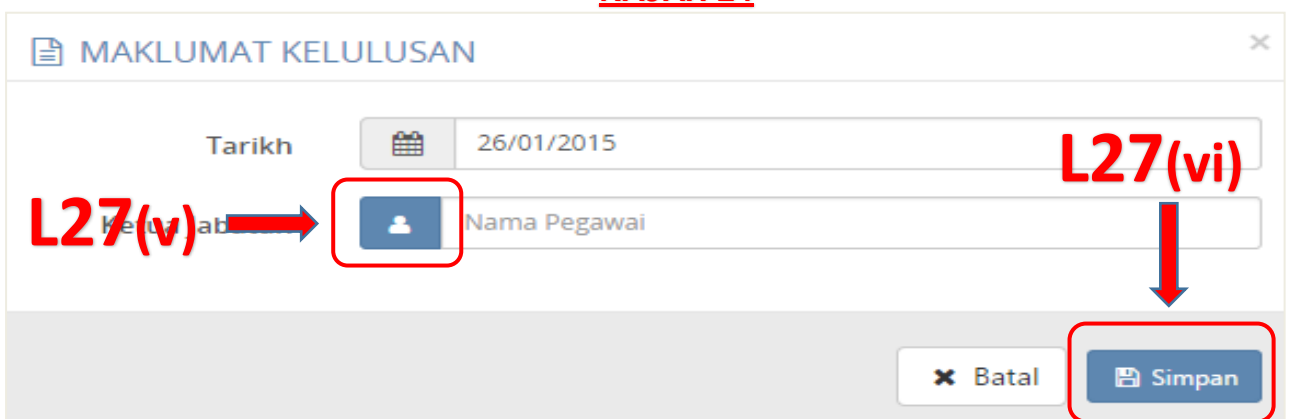 MAKLUMAT KELULUSAN ×
Tarikh 26/01/2015
L27(vi)
L27(v) Nama Pegawai
Batal Simpan